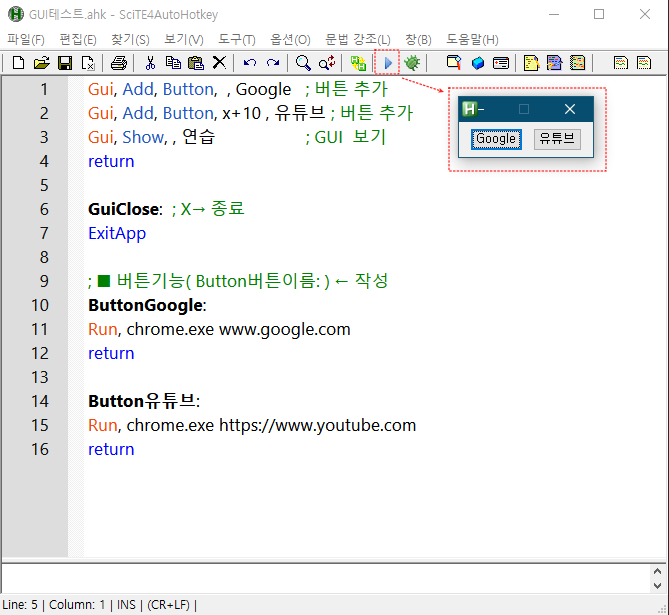 GUI테스트.ahk - SciTE4AutoHotkey
파일(F) 편집(E) 찾기(S) 보기(V) 도구(T) 옵션(O) 문법 강조(L) 창(B) 도움말(H)
1 Gui, Add, Button, , Google ; 버튼 추가
2 Gui, Add, Button, x+10 , 유튜브 ; 버튼 추가
3 Gui, Show, , 연습 ; GUI 보기
4 return
5
6 GuiClose: ; X→ 종료
7 ExitApp
8
9 ; ■ 버튼기능( Button버튼이름: ) ← 작성
10 ButtonGoogle:
11 Run, chrome.exe www.google.com
12 return
13
14 Button유튜브:
15 Run, chrome.exe https://www.youtube.com
16 return
H
Google 유튜브
Line: 5 | Column: 1 | INS | (CR+LF) |